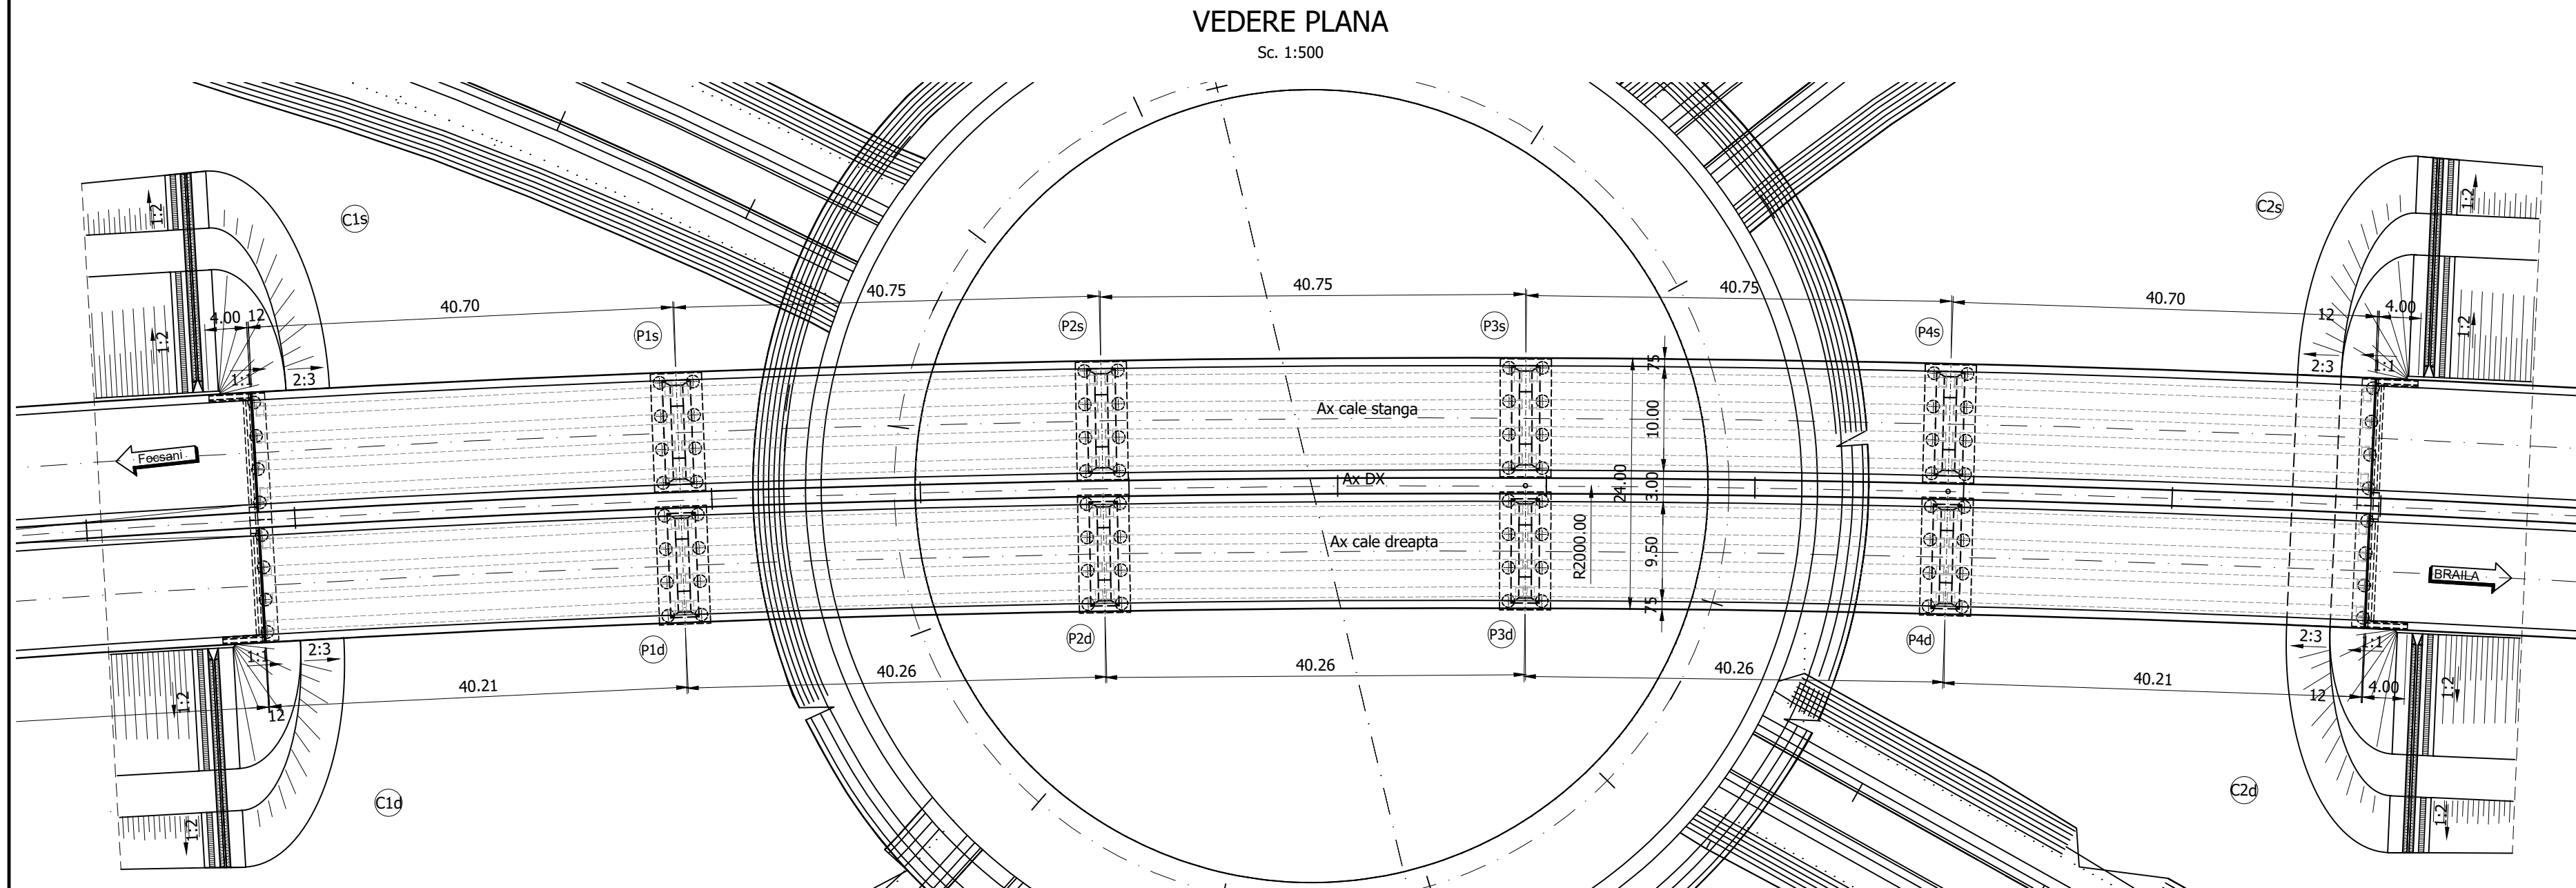 VEDERE PLANA
Sc. 1:500
1:2
C1s
C2s
1:2
40.70
40.75
40.75
40.75
40.70
4.00
12
12
4.00
1:2
P1s
P2s
P3s
P4s
1:2
1:1
2:3
2:3
1:1
75
Ax cale stanga
10.00
Focsani
Ax DX
24.00
3.00
Ax cale dreapta
R2000.00
9.50
BRAILA
75
1:1
2:3
P1d
P2d
P3d
P4d
2:3
1:1
40.21
40.26
40.26
40.26
40.21
1:2
12
12
4.00
1:2
C1d
C2d
1:2
1:2